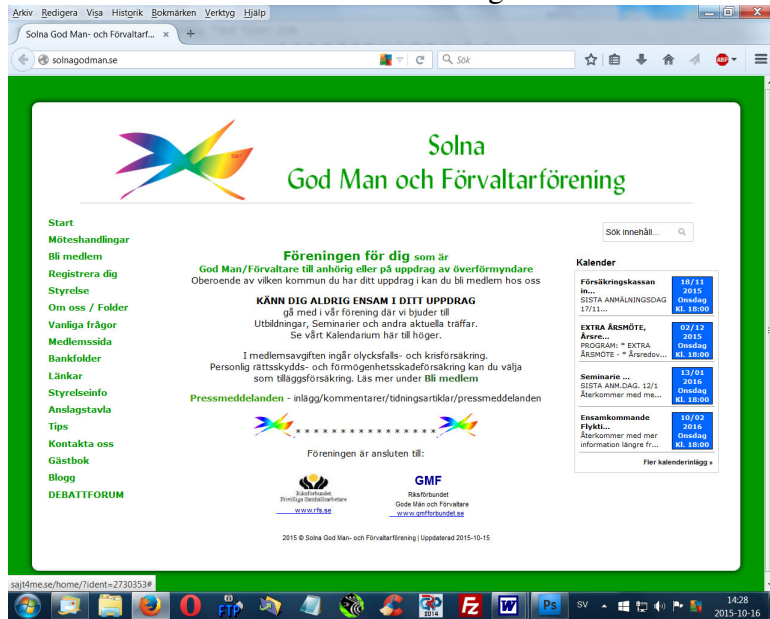 Arkiv Redigera Visa Historik Bokmärken Verktyg Hjälp
Solna God Man- och Förvaltarf... × +
solnagodman.se
Sök
ABP
Solna
God Man och Förvaltarförening
Start
Möteshandlingar
Bli medlem
Registrera dig
Styrelse
Om oss / Folder
Vanliga frågor
Medlemssida
Bankfolder
Länkar
Styrelseinfo
Anslagstavla
Tips
Kontakta oss
Gästbok
Blogg
DEBATTFORUM
Föreningen för dig som är
God Man/Förvaltare till anhörig eller på uppdrag av överförmyndare
Oberoende av vilken kommun du har ditt uppdrag i kan du bli medlem hos oss
KÄNN DIG ALDRIG ENSAM I DITT UPPDRAG
gå med i vår förening där vi bjuder till
Utbildningar, Seminarier och andra aktuella träffar.
Se vårt Kalendarium här till höger.
I medlemsavgiften ingår olycksfalls- och krisförsäkring.
Personlig rättsskydds- och förmögenhetsskadeförsäkring kan du välja
som tilläggsförsäkring. Läs mer under Bli medlem
Pressmeddelanden - inlägg/kommentarer/tidningsartiklar/pressmeddelanden
* * * * * * * * * * * * * * * *
Föreningen är ansluten till:
Riksförbundet
Frivilliga Samhällsarbetare
www.rfs.se
GMF
Riksförbundet
Gode Män och Förvaltare
www.gmfforbundet.se
2015 © Solna God Man- och Förvaltarförening | Uppdaterad 2015-10-15
Sök innehåll...
Kalender
Försäkringskassan
in...
SISTA ANMÄLNINGSDAG
17/11...
18/11
2015
Onsdag
Kl. 18:00
EXTRA ÅRSMÖTE,
Årsre...
PROGRAM: * EXTRA
ÅRSMÖTE - * Årsredov...
02/12
2015
Onsdag
Kl. 18:00
Seminarie ...
SISTA ANM.DAG. 12/1
Återkommer med me...
13/01
2016
Onsdag
Kl. 18:00
Ensamkommande
Flykti...
Återkommer med mer
information längre fr...
10/02
2016
Onsdag
Kl. 18:00
Fler kalenderinlägg »
sajt4me.se/home/?ident=2730353#
FTP
2014
Fz
W
Ps
SV
14:28
2015-10-16